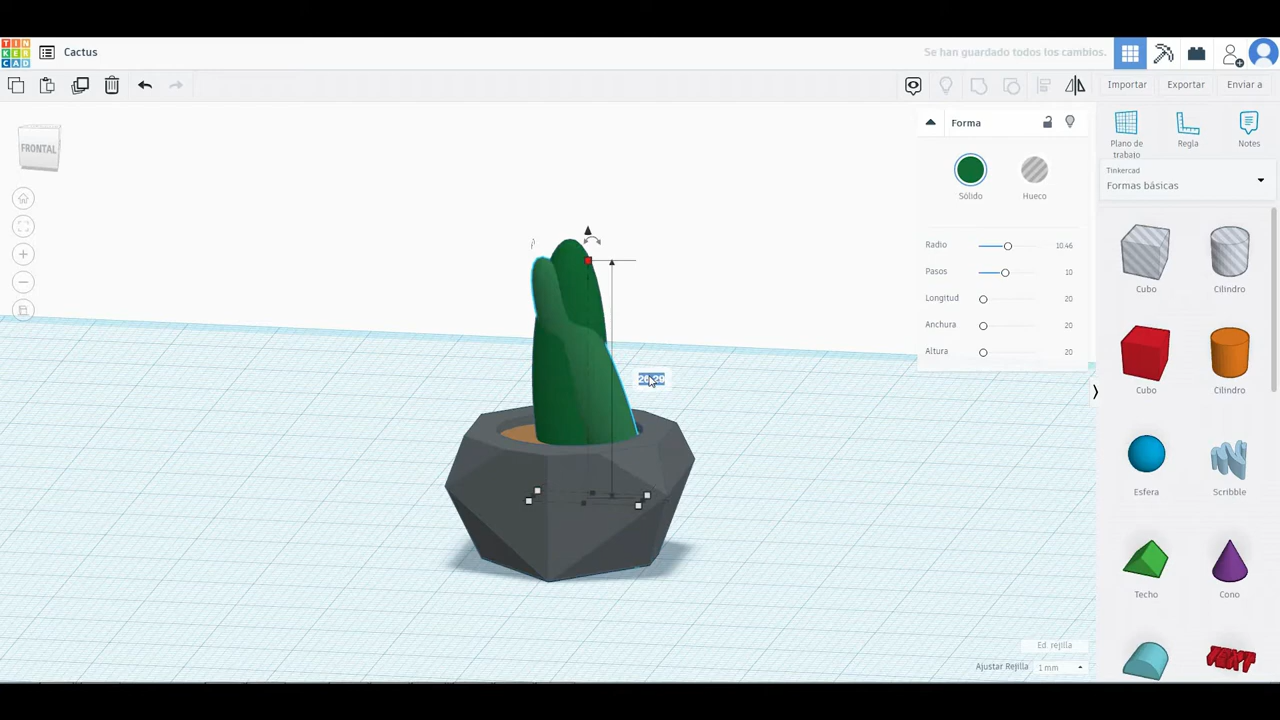 TIN
KER
CAD
Cactus
Se han guardado todos los cambios.
Importar
Exportar
Enviar a
FRONTAL
Forma
Sólido
Hueco
Radio
10.46
Pasos
10
Longitud
20
Anchura
20
Altura
20
Plano de
trabajo
Regla
Notes
Tinkercad
Formas básicas
Cubo
Cilindro
Cubo
Cilindro
Esfera
Scribble
Techo
Cono
TEXT
Ed. rejilla
Ajustar Rejilla
1 mm